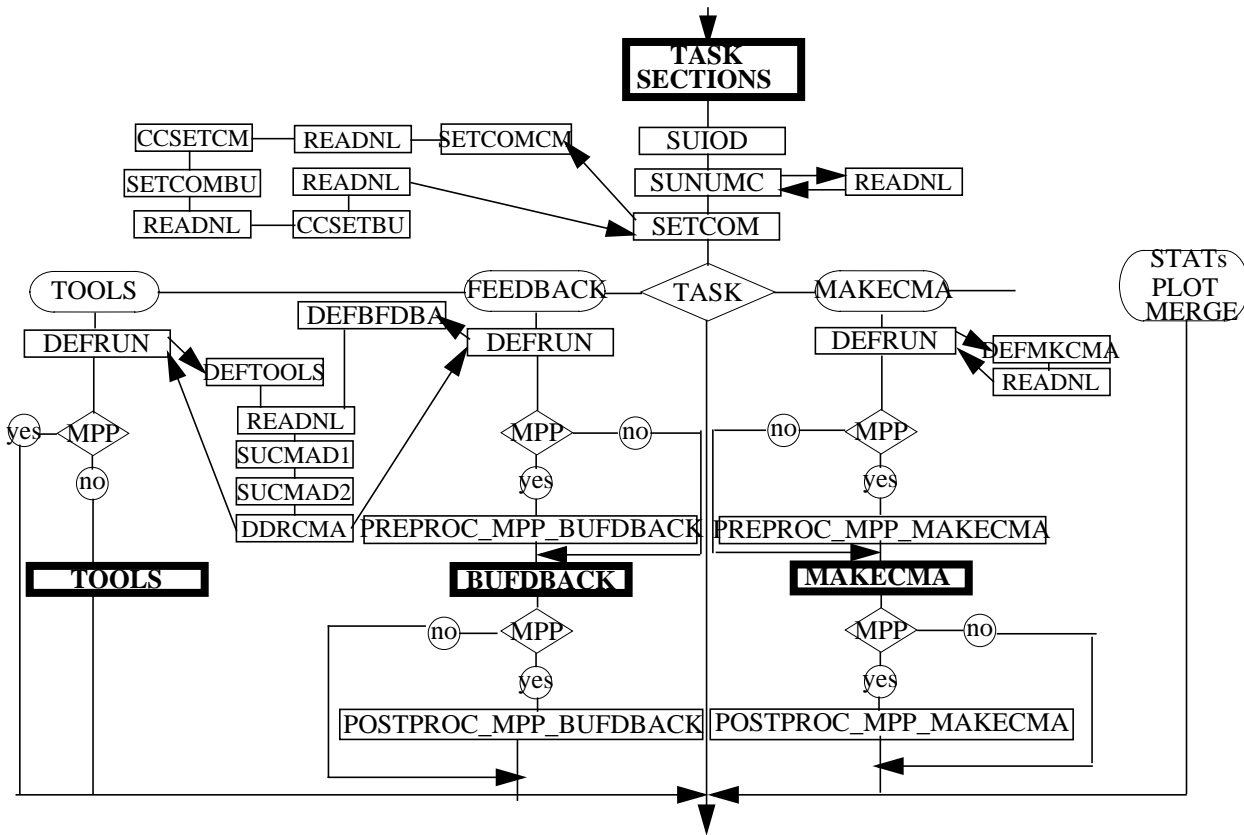 TASK
SECTIONS
CCSETCM
READNL
SETCOMCM
SUIOD
SETCOMBU
READNL
SUNUMC
READNL
READNL
CCSETBU
SETCOM
STATs
PLOT
MERGE
TOOLS
FEEDBACK
TASK
MAKECMA
DEFBFDBA
DEFRUN
DEFRUN
DEFRUN
DEFMKCMA
DEFTOOLS
READNL
READNL
yes
MPP
MPP
no
no
MPP
SUCMAD1
no
SUCMAD2
yes
yes
DDRCMA
PREPROC_MPP_BUFDBACK
PREPROC_MPP_MAKECMA
TOOLS
BUFDBACK
MAKECMA
no
MPP
MPP
no
yes
yes
POSTPROC_MPP_BUFDBACK
POSTPROC_MPP_MAKECMA